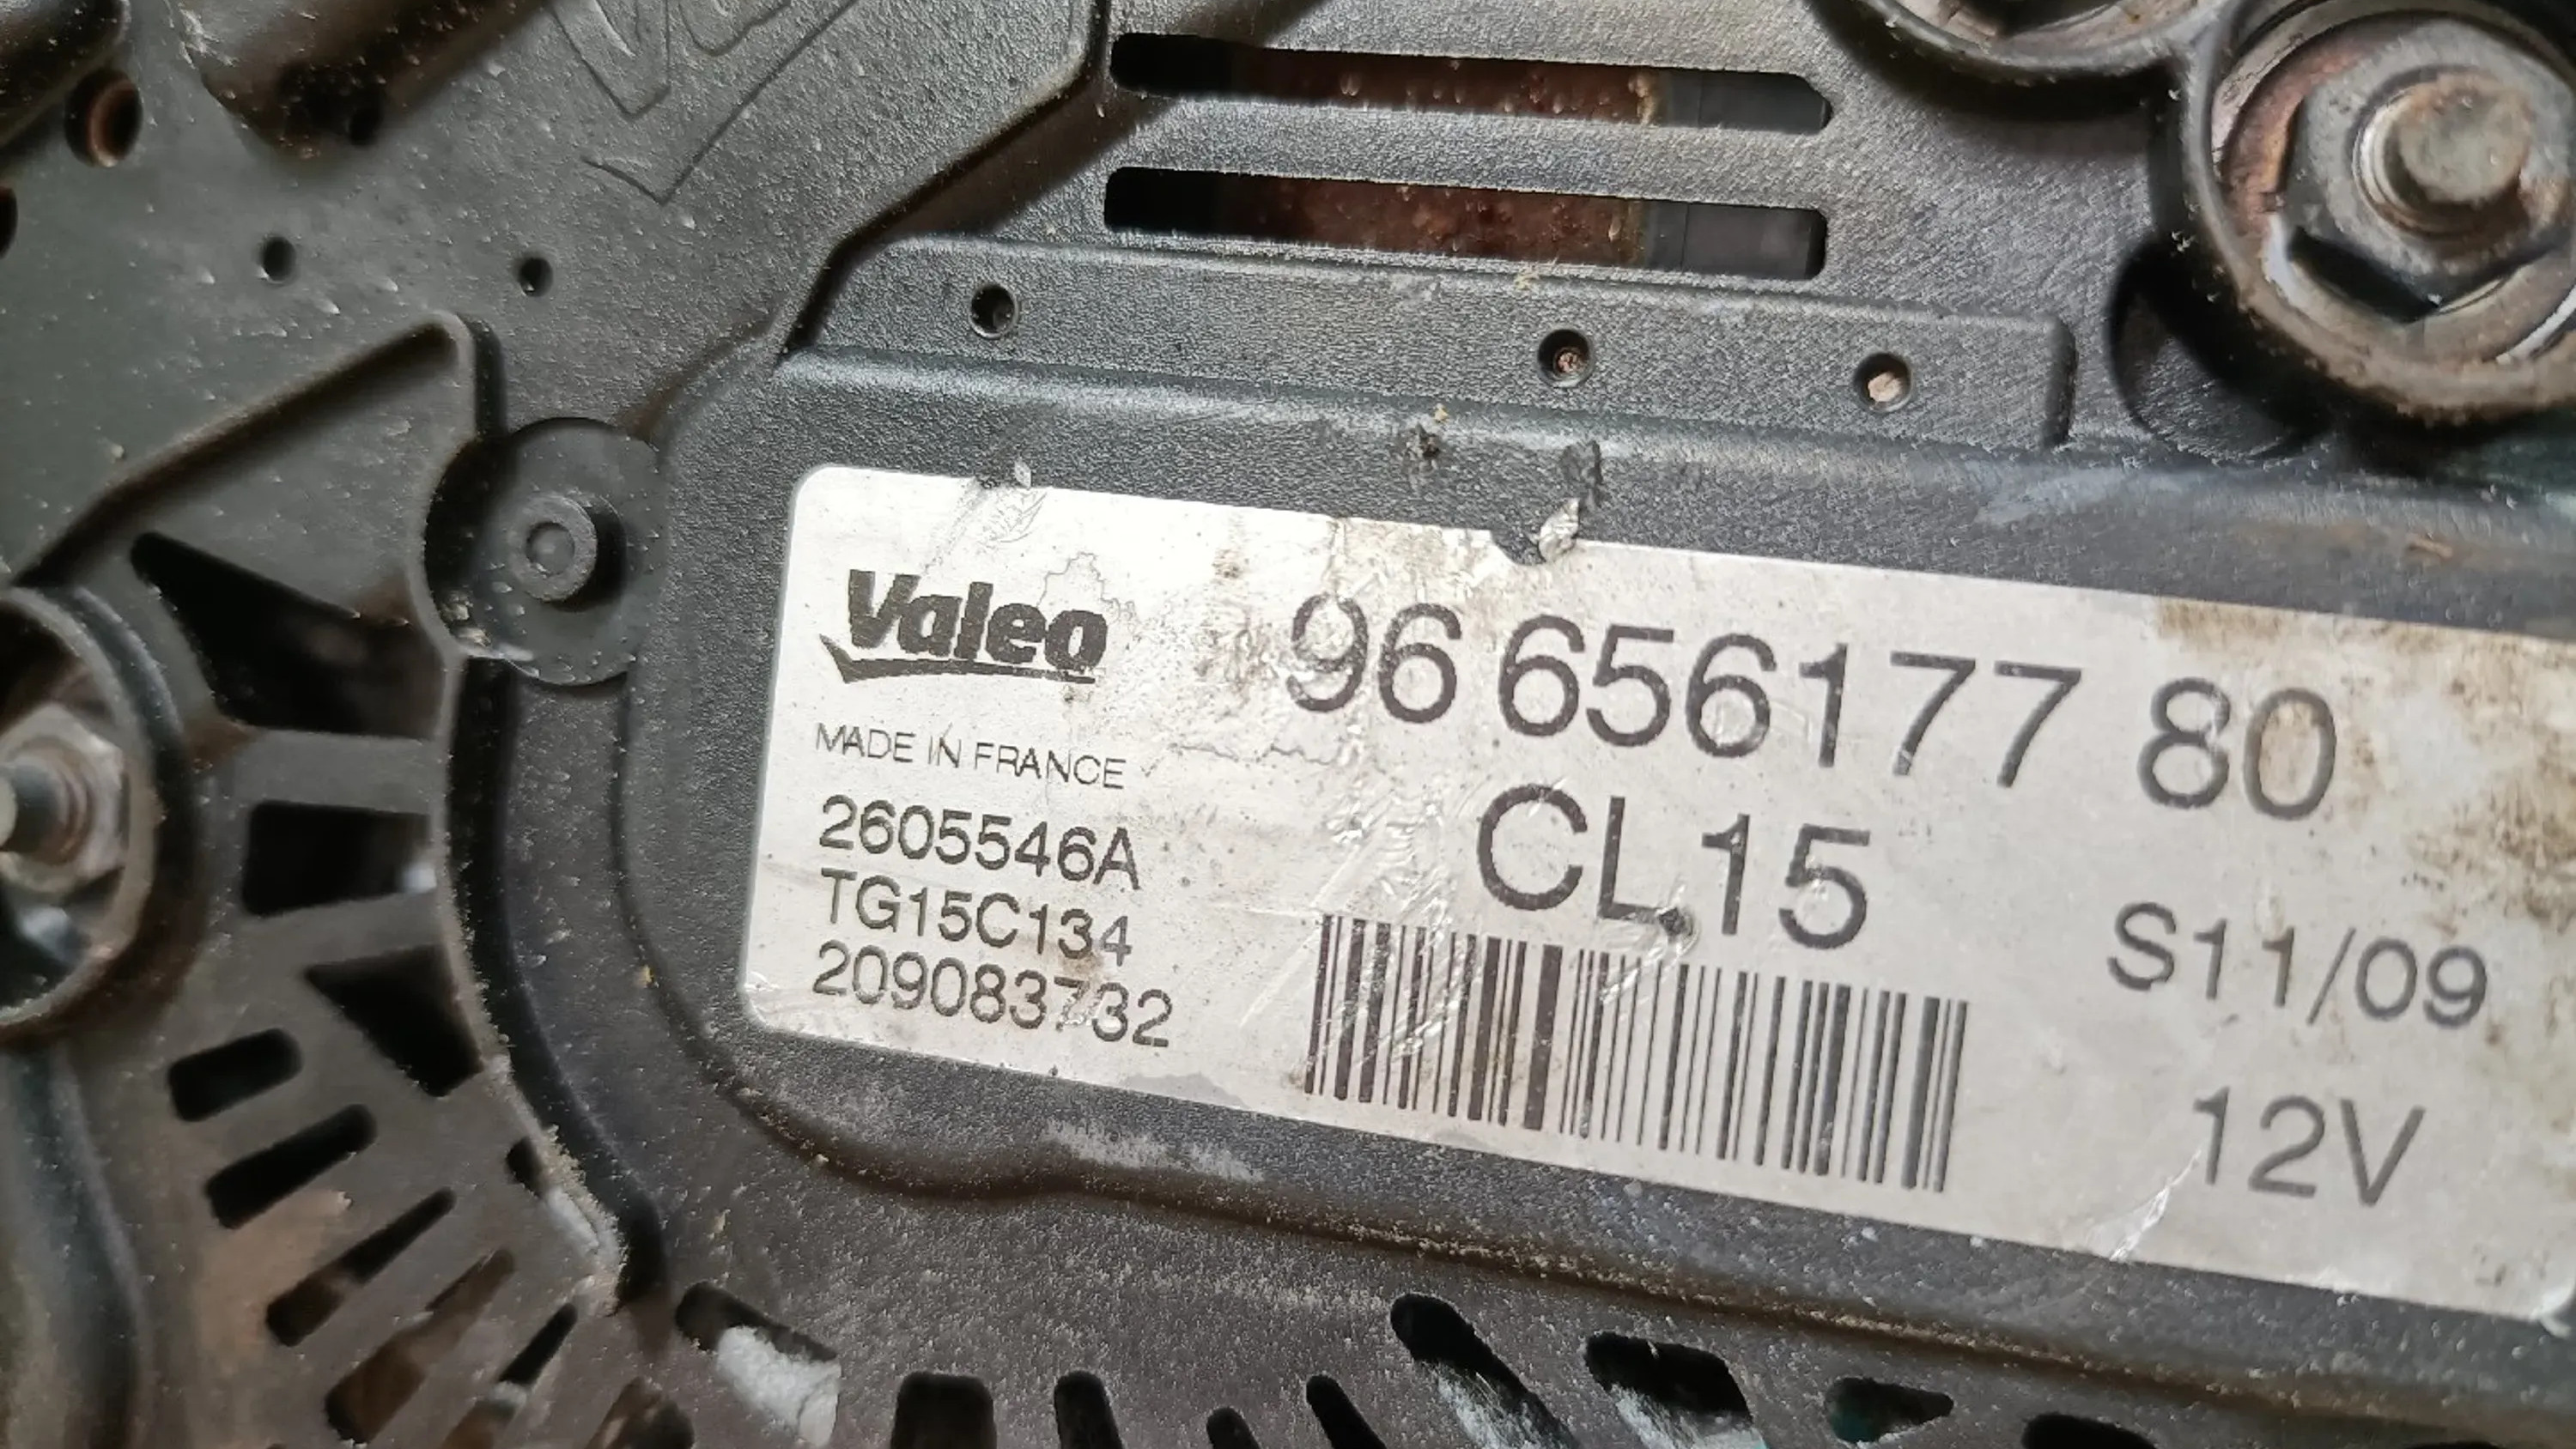 Valeo
MADE IN FRANCE
2605546A
TG15C134
209083732
96 656177 80
CL15
S11/09
12V